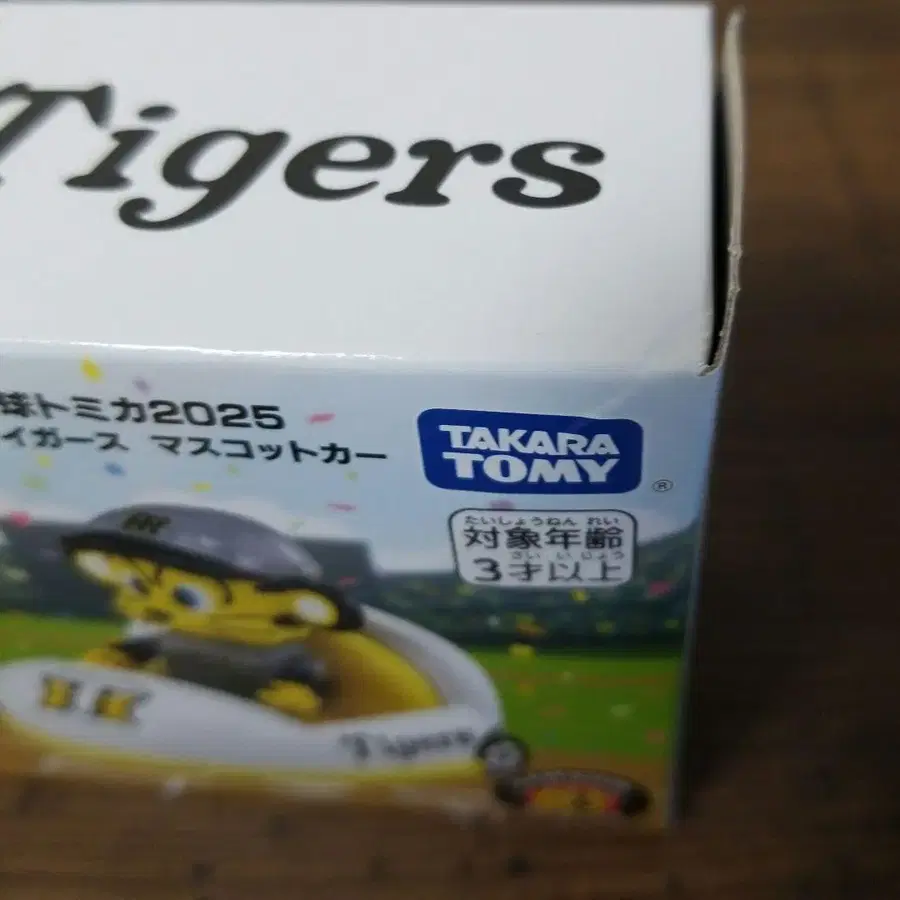 Tigers
球トミカ2025
イガース マスコットカー
TAKARA
TOMY
®
たいしょうねん れい
対象年齢
さい い じょう
3才以上
Tigers